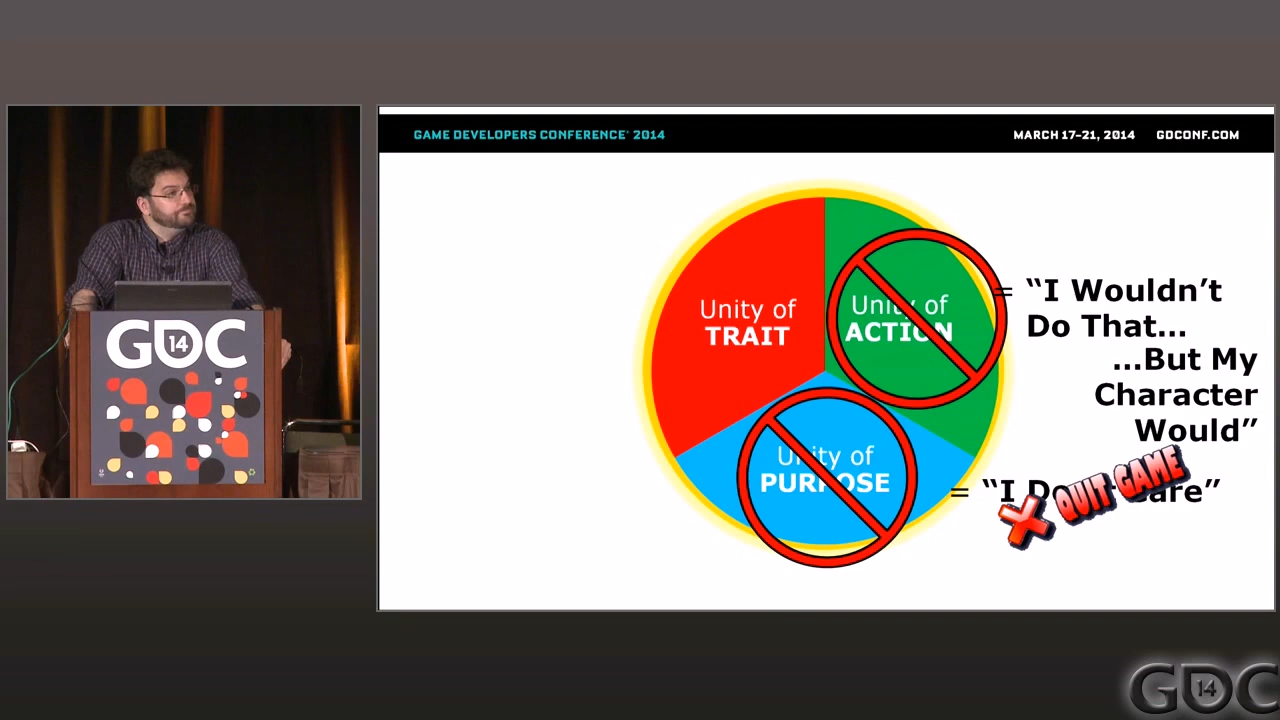 GAME DEVELOPERS CONFERENCE 2014
MARCH 17-21, 2014 GDCONF.COM
Unity of
TRAIT
Unity of
ACTION
Unity of
PURPOSE
= “I Wouldn’t
Do That...
...But My
Character
Would”
= “I
QUIT GAME
GDC
14
GDC
14